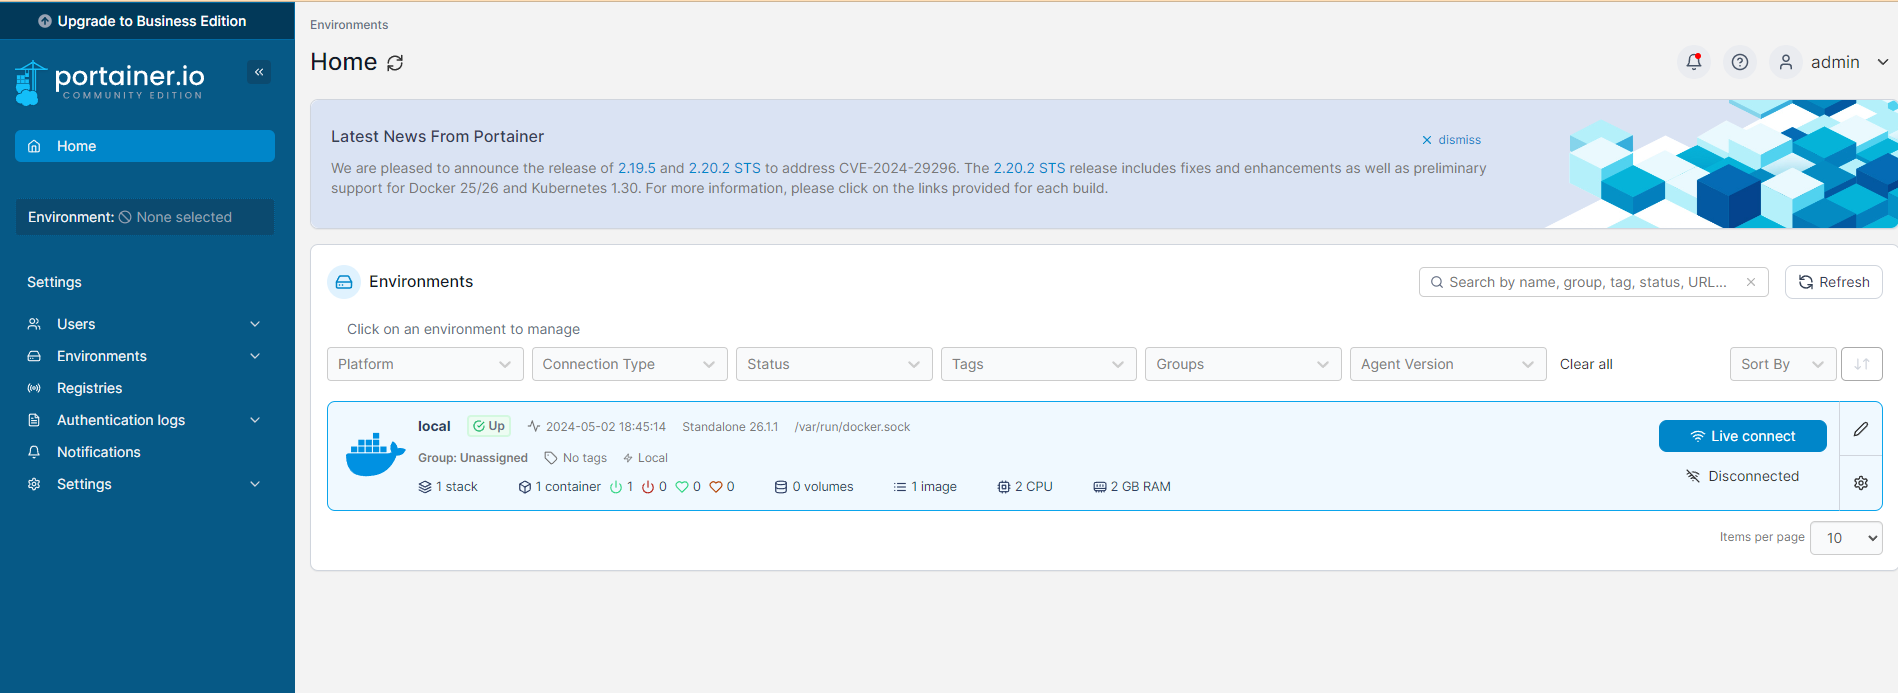 Upgrade to Business Edition
portainer.io
COMMUNITY EDITION
Home
Environment: None selected
Settings
Users
Environments
Registries
Authentication logs
Notifications
Settings
Environments
Home
admin
Latest News From Portainer
dismiss
We are pleased to announce the release of 2.19.5 and 2.20.2 STS to address CVE-2024-29296. The 2.20.2 STS release includes fixes and enhancements as well as preliminary
support for Docker 25/26 and Kubernetes 1.30. For more information, please click on the links provided for each build.
Environments
Search by name, group, tag, status, URL...
Refresh
Click on an environment to manage
Platform Connection Type Status Tags Groups Agent Version Clear all Sort By
local Up 2024-05-02 18:45:14 Standalone 26.1.1 /var/run/docker.sock
Group: Unassigned No tags Local
1 stack 1 container 1 0 0 0 0 volumes 1 image 2 CPU 2 GB RAM
Live connect
Disconnected
Items per page 10